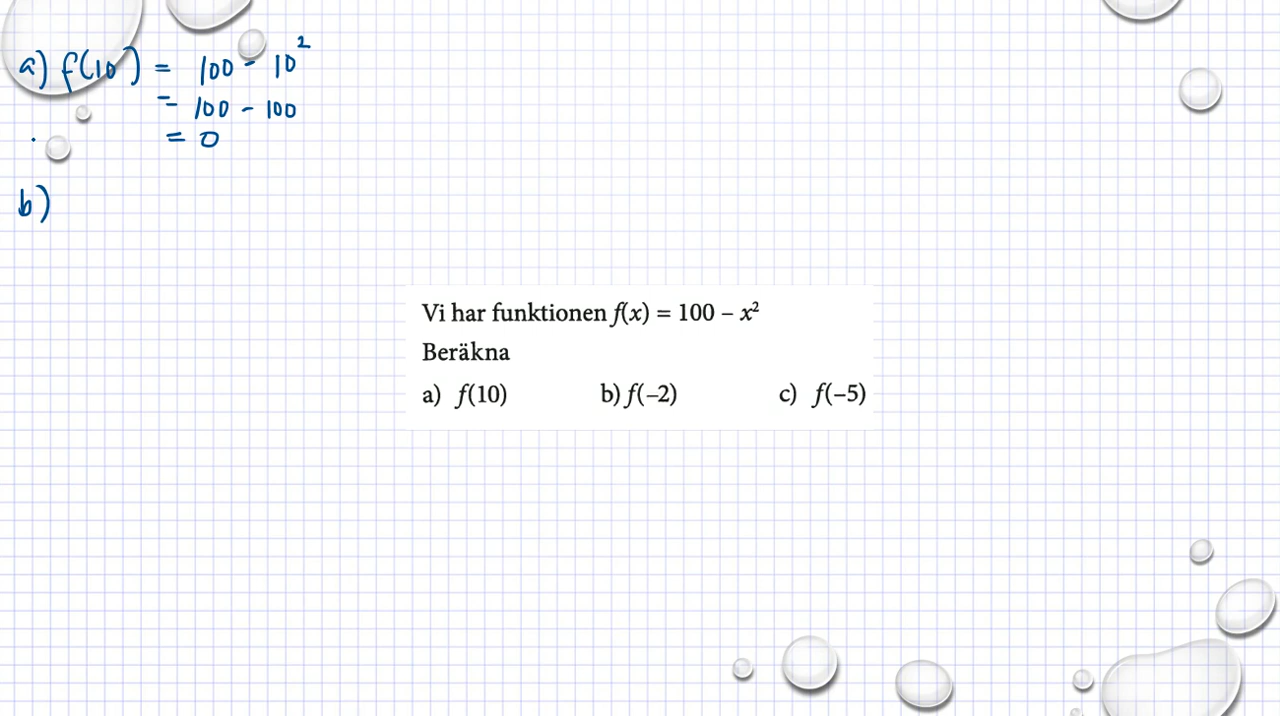 a) f(10) = 100 - 10²
= 100 - 100
= 0
b)
Vi har funktionen f(x) = 100 – x²
Beräkna
a) f(10) b) f(–2) c) f(–5)